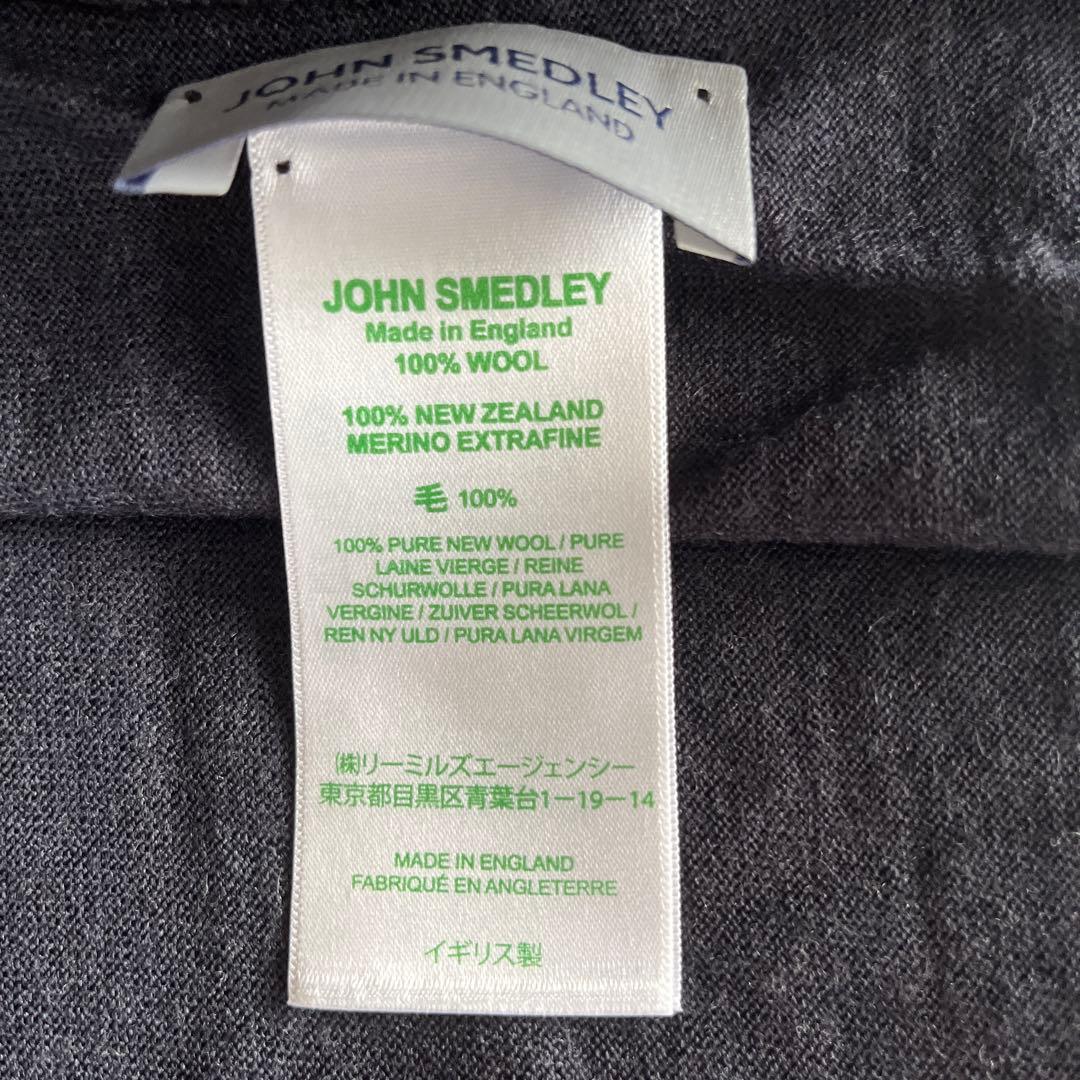 JOHN SMEDLEY
MADE IN ENGLAND
JOHN SMEDLEY
Made in England
100% WOOL
100% NEW ZEALAND
MERINO EXTRAFINE
毛 100%
100% PURE NEW WOOL / PURE
LAINE VIERGE / REINE
SCHURWOLLE / PURA LANA
VERGINE / ZUIVER SCHEERWOL /
REN NY ULD / PURA LANA VIRGEM
㈱リーミルズエージェンシー
東京都目黒区青葉台1-19-14
MADE IN ENGLAND
FABRIQUÉ EN ANGLETERRE
イギリス製